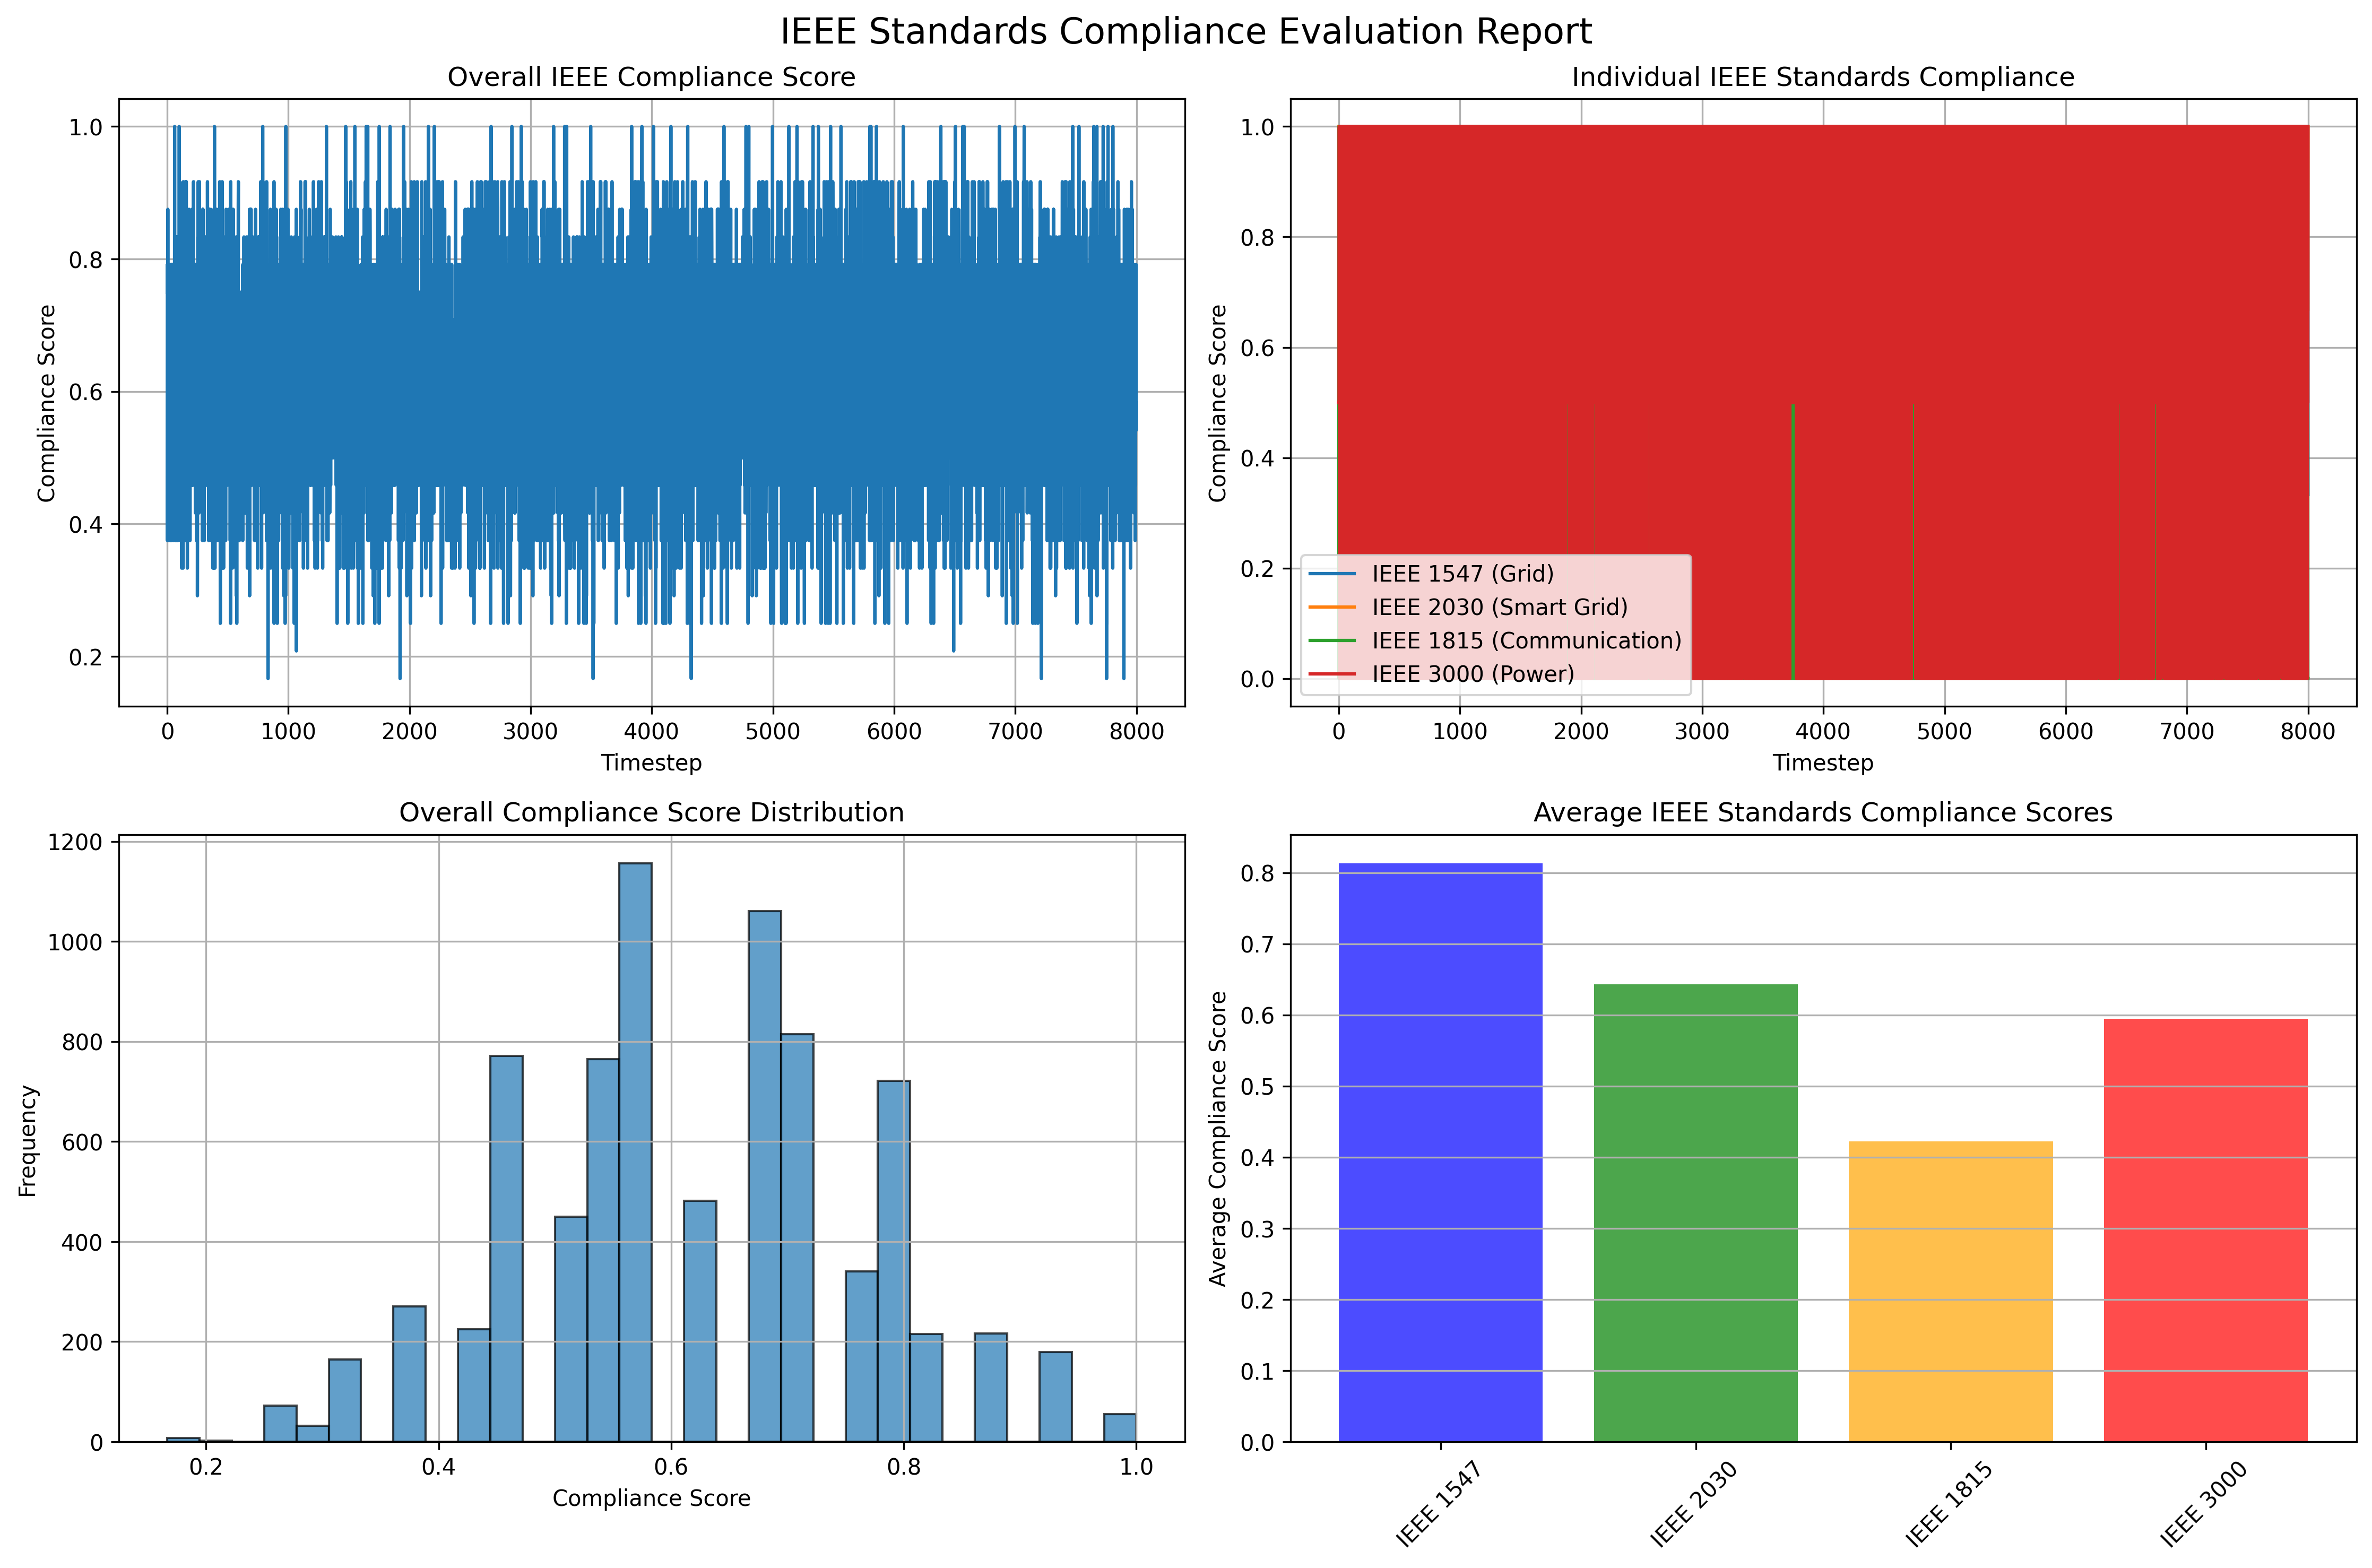 IEEE Standards Compliance Evaluation Report
Overall IEEE Compliance Score
Compliance Score
1.0
0.8
0.6
0.4
0.2
0 1000 2000 3000 4000 5000 6000 7000 8000
Timestep
Individual IEEE Standards Compliance
Compliance Score
1.0
0.8
0.6
0.4
0.2
0.0
IEEE 1547 (Grid)
IEEE 2030 (Smart Grid)
IEEE 1815 (Communication)
IEEE 3000 (Power)
0 1000 2000 3000 4000 5000 6000 7000 8000
Timestep
Overall Compliance Score Distribution
Frequency
1200
1000
800
600
400
200
0
0.2 0.4 0.6 0.8 1.0
Compliance Score
Average IEEE Standards Compliance Scores
Average Compliance Score
0.8
0.7
0.6
0.5
0.4
0.3
0.2
0.1
0.0
IEEE 1547
IEEE 2030
IEEE 1815
IEEE 3000